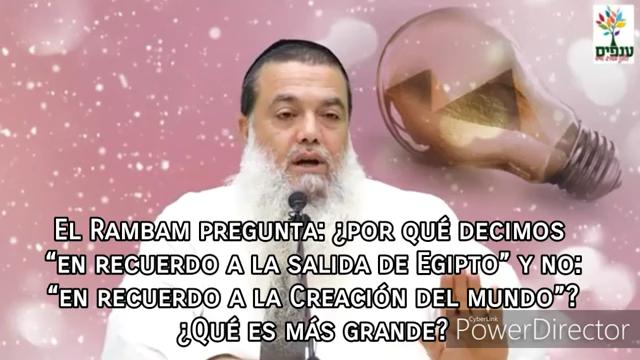 ענפים
El Rambam pregunta: ¿por qué decimos
“en recuerdo a la salida de Egipto” y no:
“en recuerdo a la Creación del mundo”?
¿Qué es más grande?
CyberLink
PowerDirector